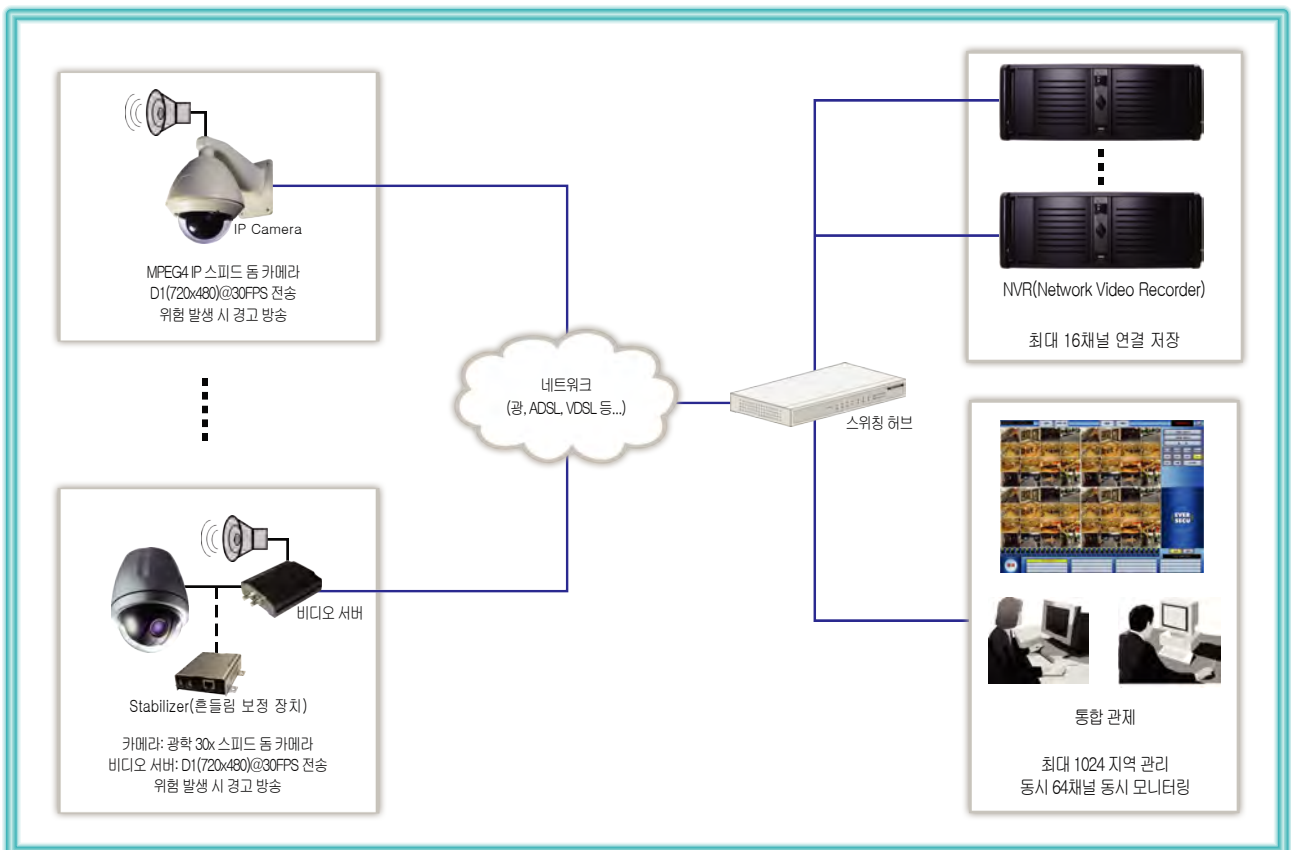 IP Camera
MPEG4 IP 스피드 돔 카메라
D1(720x480)@30FPS 전송
위험 발생 시 경고 방송
비디오 서버
Stabilizer(흔들림 보정 장치)
카메라: 광학 30x 스피드 돔 카메라
비디오 서버: D1(720x480)@30FPS 전송
위험 발생 시 경고 방송
네트워크
(광, ADSL, VDSL 등...)
스위칭 허브
NVR(Network Video Recorder)
최대 16채널 연결 저장
EVER
SECU
통합 관제
최대 1024 지역 관리
동시 64채널 동시 모니터링